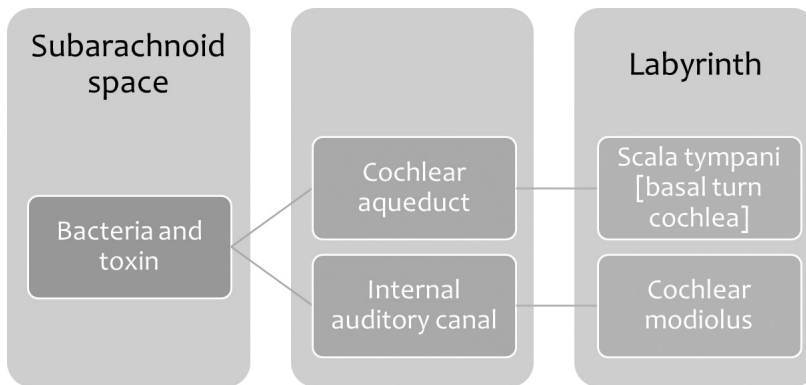 Subarachnoid
space
Bacteria and
toxin
Cochlear
aqueduct
Internal
auditory canal
Labyrinth
Scala tympani
[basal turn
cochlea]
Cochlear
modiolus